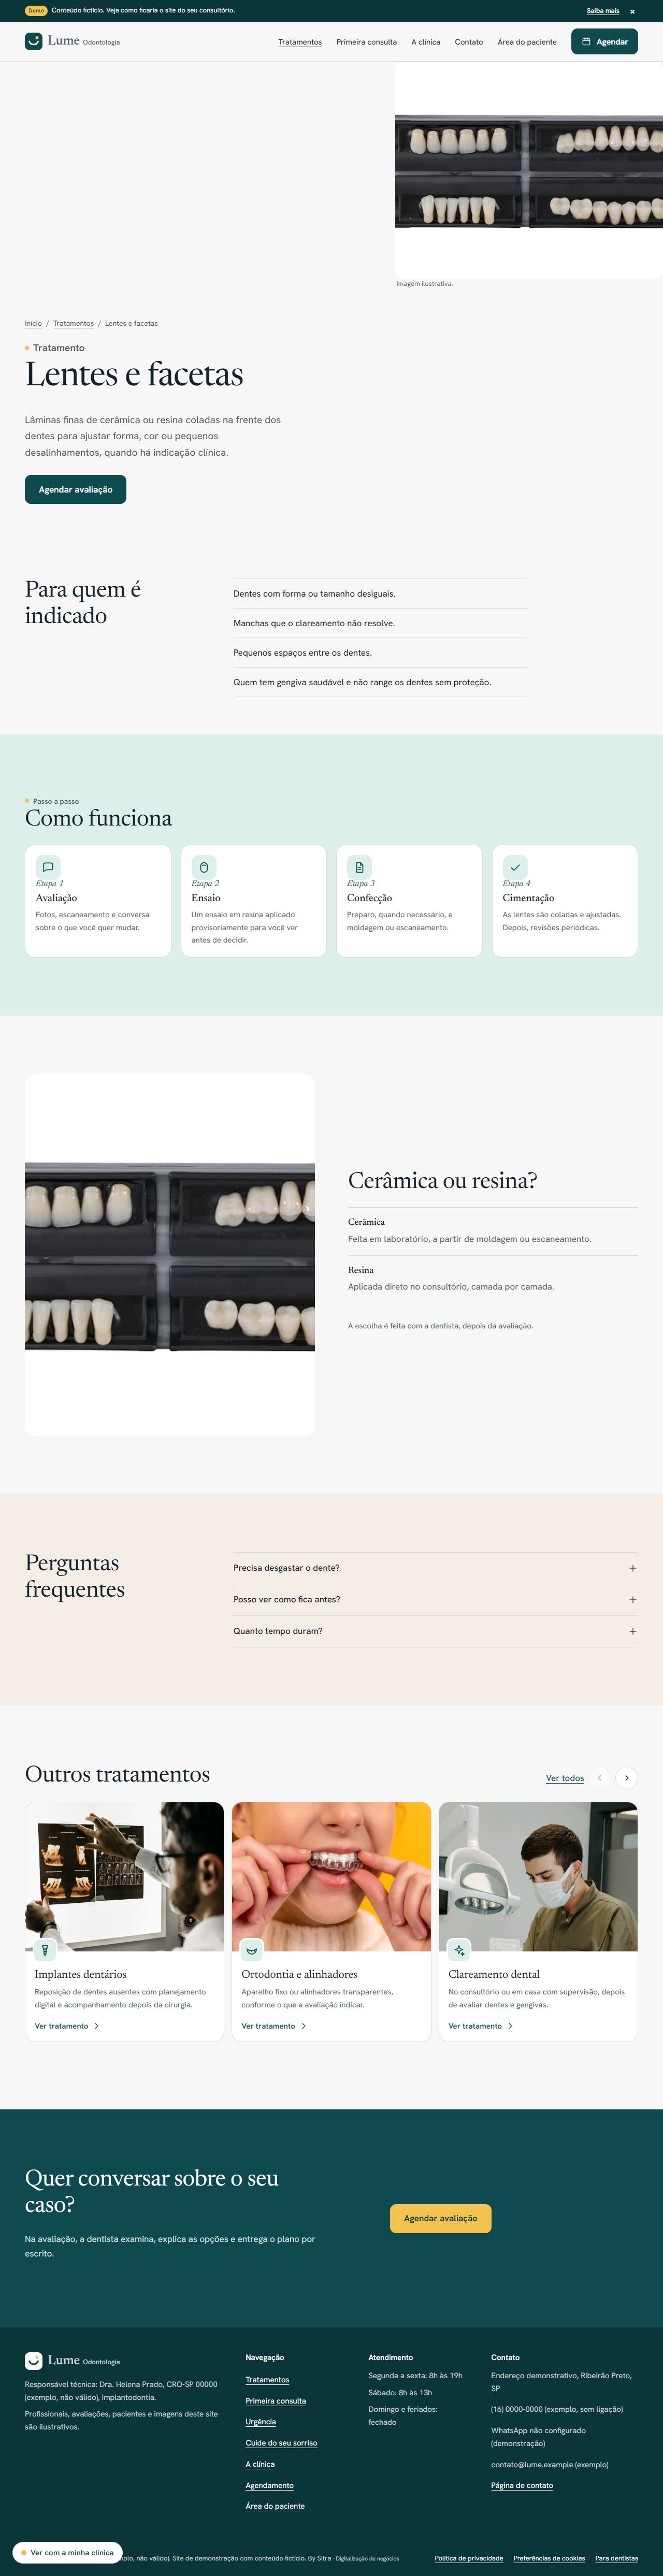 Demo Conteúdo fictício. Veja como ficaria o site do seu consultório. Saiba mais ×
Lume Odontologia
Tratamentos Primeira consulta A clínica Contato Área do paciente Agendar
Imagem ilustrativa.
Início / Tratamentos / Lentes e facetas
Tratamento
Lentes e facetas
Lâminas finas de cerâmica ou resina coladas na frente dos
dentes para ajustar forma, cor ou pequenos
desalinhamentos, quando há indicação clínica.
Agendar avaliação
Para quem é
indicado
Dentes com forma ou tamanho desiguais.
Manchas que o clareamento não resolve.
Pequenos espaços entre os dentes.
Quem tem gengiva saudável e não range os dentes sem proteção.
Passo a passo
Como funciona
Etapa 1
Avaliação
Fotos, escaneamento e conversa
sobre o que você quer mudar.
Etapa 2
Ensaio
Um ensaio em resina aplicado
provisoriamente para você ver
antes de decidir.
Etapa 3
Confecção
Preparo, quando necessário, e
moldagem ou escaneamento.
Etapa 4
Cimentação
As lentes são coladas e ajustadas.
Depois, revisões periódicas.
Cerâmica ou resina?
Cerâmica
Feita em laboratório, a partir de moldagem ou escaneamento.
Resina
Aplicada direto no consultório, camada por camada.
A escolha é feita com a dentista, depois da avaliação.
Perguntas
frequentes
Precisa desgastar o dente?
Posso ver como fica antes?
Quanto tempo duram?
Outros tratamentos
Ver todos
Implantes dentários
Reposição de dentes ausentes com planejamento
digital e acompanhamento depois da cirurgia.
Ver tratamento
Ortodontia e alinhadores
Aparelho fixo ou alinhadores transparentes,
conforme o que a avaliação indicar.
Ver tratamento
Clareamento dental
No consultório ou em casa com supervisão, depois
de avaliar dentes e gengivas.
Ver tratamento
Quer conversar sobre o seu
caso?
Na avaliação, a dentista examina, explica as opções e entrega o plano por
escrito.
Agendar avaliação
Lume Odontologia
Responsável técnica: Dra. Helena Prado, CRO-SP 00000
(exemplo, não válido), Implantodontia.
Profissionais, avaliações, pacientes e imagens deste site
são ilustrativos.
Navegação
Tratamentos
Primeira consulta
Urgência
Cuide do seu sorriso
A clínica
Agendamento
Área do paciente
Atendimento
Segunda a sexta: 8h às 19h
Sábado: 8h às 13h
Domingo e feriados:
fechado
Contato
Endereço demonstrativo, Ribeirão Preto,
SP
(16) 0000-0000 (exemplo, sem ligação)
WhatsApp não configurado
(demonstração)
contato@lume.example (exemplo)
Página de contato
Ver com a minha clínica
não válido). Site de demonstração com conteúdo fictício. By Sitra · Digitalização de negócios
Política de privacidade Preferências de cookies Para dentistas